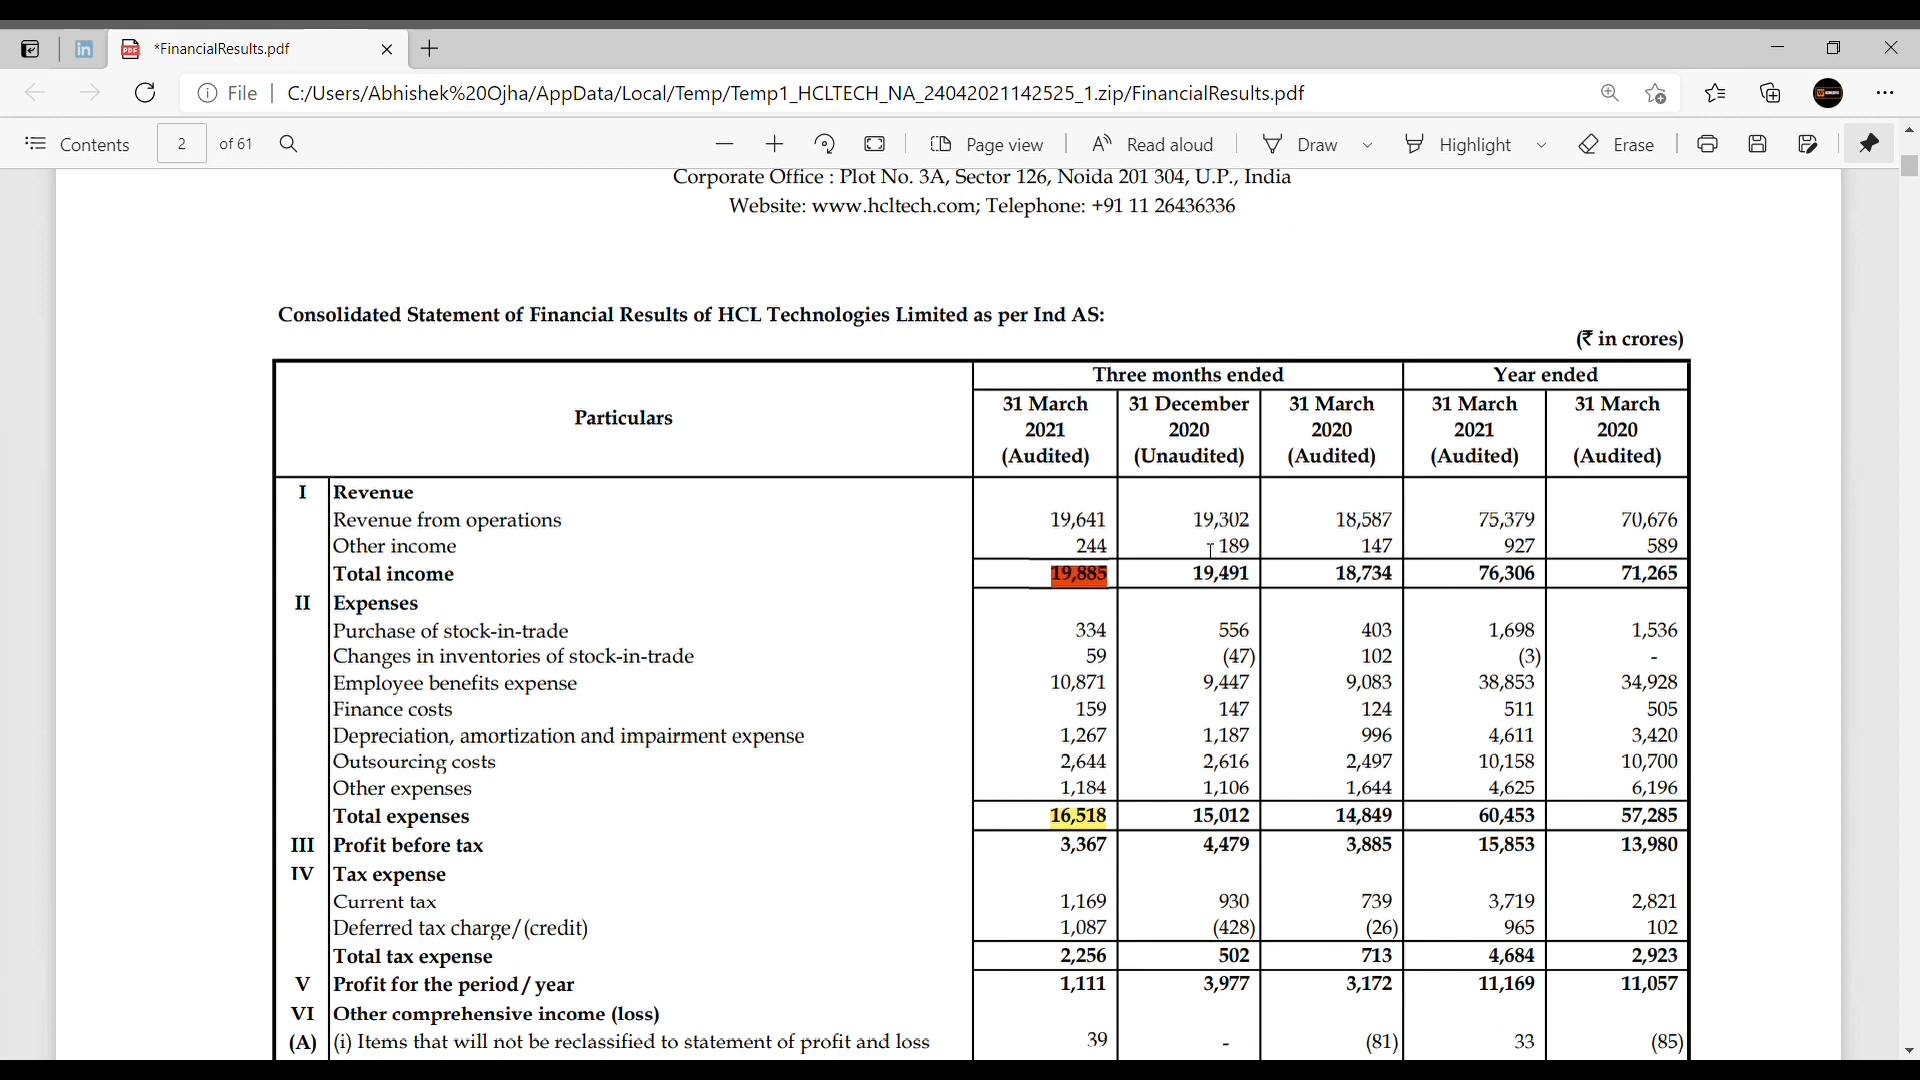 *FinancialResults.pdf
File C:/Users/Abhishek%20Ojha/AppData/Local/Temp/Temp1_HCLTECH_NA_24042021142525_1.zip/FinancialResults.pdf
Contents 2 of 61 Page view Read aloud Draw Highlight Erase
Corporate Office : Plot No. 3A, Sector 126, Noida 201 304, U.P., India
Website: www.hcltech.com; Telephone: +91 11 26436336
Consolidated Statement of Financial Results of HCL Technologies Limited as per Ind AS:
(₹ in crores)
Particulars Three months ended Year ended
31 March 2021 (Audited) 31 December 2020 (Unaudited) 31 March 2020 (Audited) 31 March 2021 (Audited) 31 March 2020 (Audited)
I Revenue
Revenue from operations 19,641 19,302 18,587 75,379 70,676
Other income 244 189 147 927 589
Total income 19,885 19,491 18,734 76,306 71,265
II Expenses
Purchase of stock-in-trade 334 556 403 1,698 1,536
Changes in inventories of stock-in-trade 59 (47) 102 (3) -
Employee benefits expense 10,871 9,447 9,083 38,853 34,928
Finance costs 159 147 124 511 505
Depreciation, amortization and impairment expense 1,267 1,187 996 4,611 3,420
Outsourcing costs 2,644 2,616 2,497 10,158 10,700
Other expenses 1,184 1,106 1,644 4,625 6,196
Total expenses 16,518 15,012 14,849 60,453 57,285
III Profit before tax 3,367 4,479 3,885 15,853 13,980
IV Tax expense
Current tax 1,169 930 739 3,719 2,821
Deferred tax charge/(credit) 1,087 (428) (26) 965 102
Total tax expense 2,256 502 713 4,684 2,923
V Profit for the period / year 1,111 3,977 3,172 11,169 11,057
VI Other comprehensive income (loss)
(A) (i) Items that will not be reclassified to statement of profit and loss 39 - (81) 33 (85)